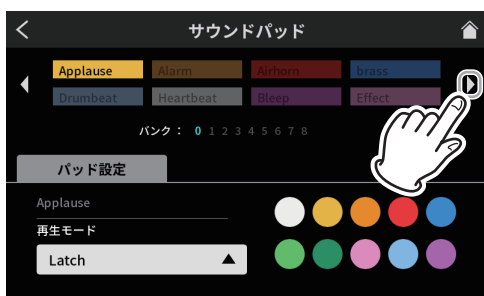 サウンドパッド
Applause Alarm Airhorn brass
Drumbeat Heartbeat Bleep Effect
バンク： 0 1 2 3 4 5 6 7 8
パッド設定
Applause
再生モード
Latch